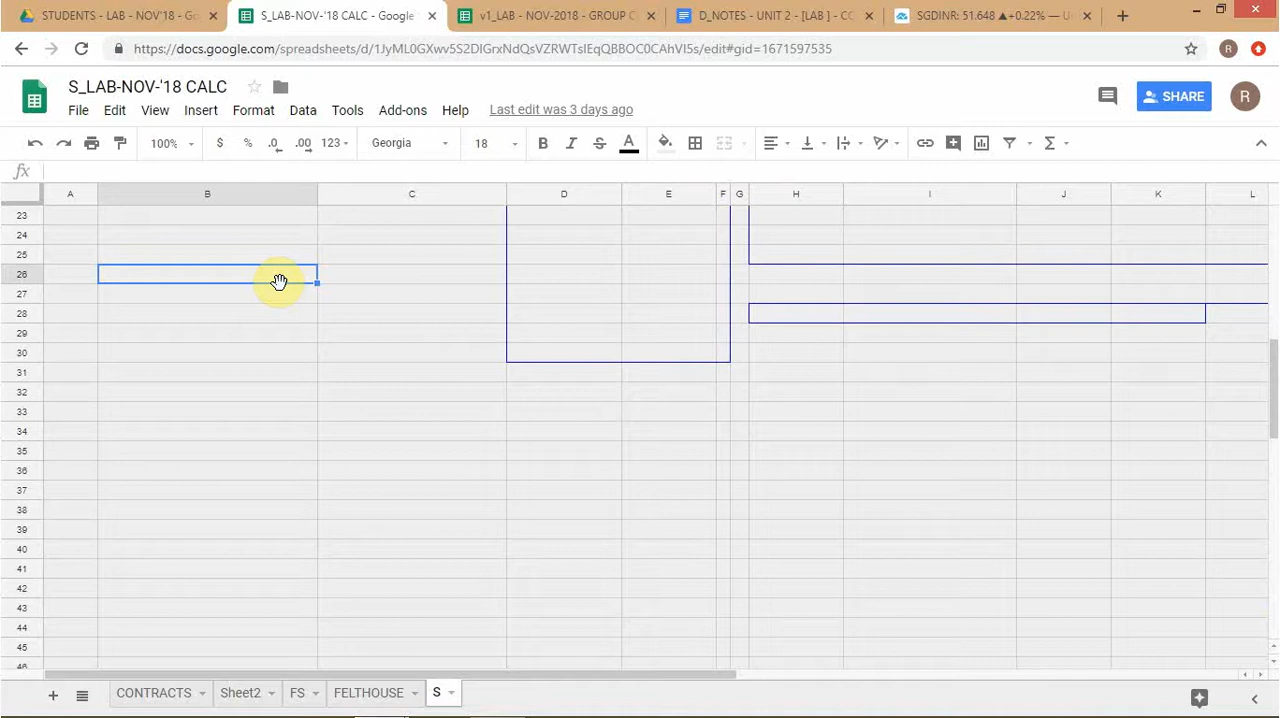 STUDENTS - LAB - NOV'18 - Go
S_LAB-NOV-'18 CALC - Google
v1_LAB - NOV-2018 - GROUP C
D_NOTES - UNIT 2 - [LAB ] - CC
SGDINR: 51.648 ▲+0.22% — U
https://docs.google.com/spreadsheets/d/1JyML0GXwv5S2DIGrxNdQsVZRWTsIEqQBBOC0CAhVI5s/edit#gid=1671597535
R
S_LAB-NOV-'18 CALC
File Edit View Insert Format Data Tools Add-ons Help Last edit was 3 days ago
SHARE
R
100% $ % .0 .00 123 Georgia 18 B I S A Σ
fx
A B C D E F G H I J K L
23
24
25
26
27
28
29
30
31
32
33
34
35
36
37
38
39
40
41
42
43
44
45
46
CONTRACTS Sheet2 FS FELTHOUSE S